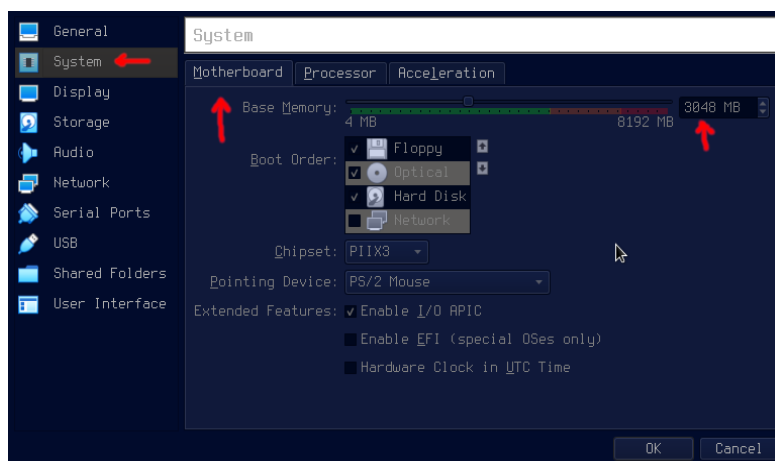 General
System
Display
Storage
Audio
Network
Serial Ports
USB
Shared Folders
User Interface
System
Motherboard Processor Acceleration
Base Memory: 3048 MB
4 MB 8192 MB
Boot Order:
Floppy
Optical
Hard Disk
Network
Chipset: PIIX3
Pointing Device: PS/2 Mouse
Extended Features: Enable I/O APIC
Enable EFI (special OSes only)
Hardware Clock in UTC Time
OK Cancel